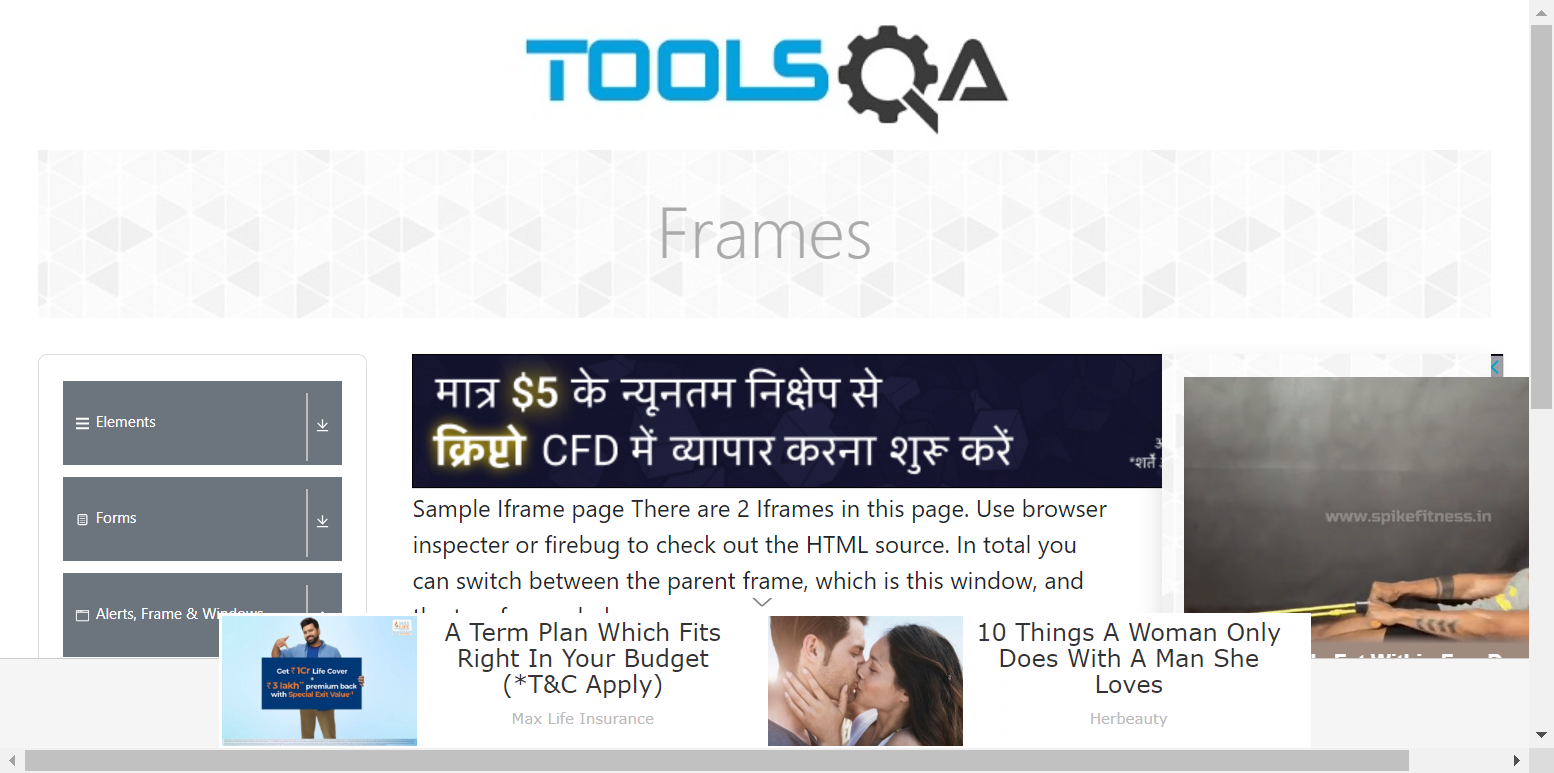 TOOLSQA
Frames
Elements
Forms
Alerts, Frame & Windows
मात्र $5 के न्यूनतम निक्षेप से
क्रिप्टो CFD में व्यापार करना शुरू करें
*शर्तें
Sample Iframe page There are 2 Iframes in this page. Use browser
inspecter or firebug to check out the HTML source. In total you
can switch between the parent frame, which is this window, and
www.spikefitness.in
Get ₹1Cr Life Cover
+
₹3 lakh** premium back
with Special Exit Value
A Term Plan Which Fits
Right In Your Budget
(*T&C Apply)
Max Life Insurance
10 Things A Woman Only
Does With A Man She
Loves
Herbeauty